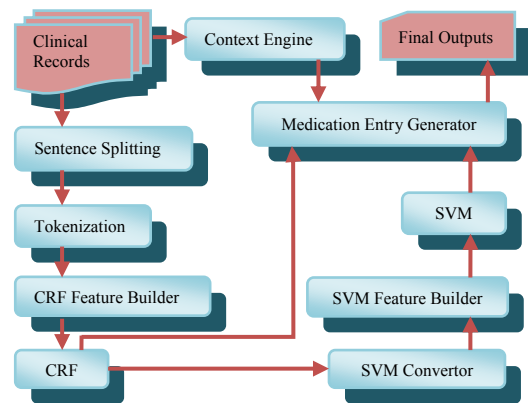 Clinical
Records
Context Engine
Final Outputs
Medication Entry Generator
Sentence Splitting
Tokenization
SVM
CRF Feature Builder
SVM Feature Builder
CRF
SVM Convertor